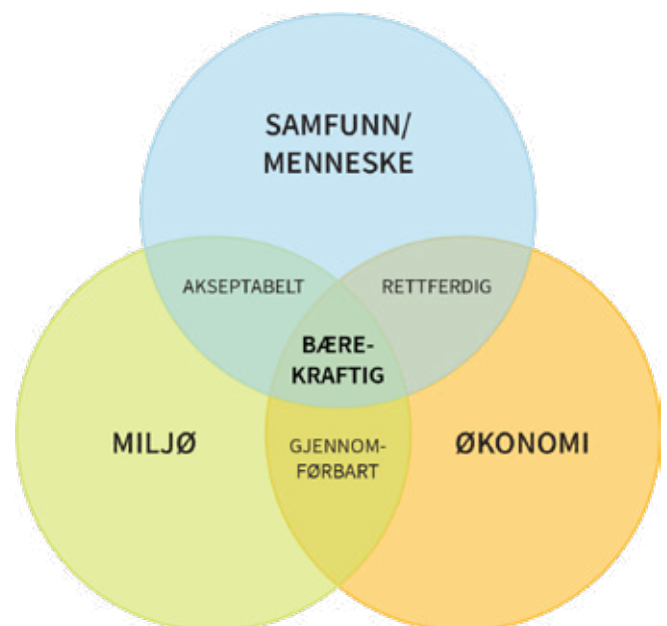 SAMFUNN/
MENNESKE
AKSEPTABELT
RETTFERDIG
BÆRE-
KRAFTIG
MILJØ
GJENNOM-
FØRBART
ØKONOMI